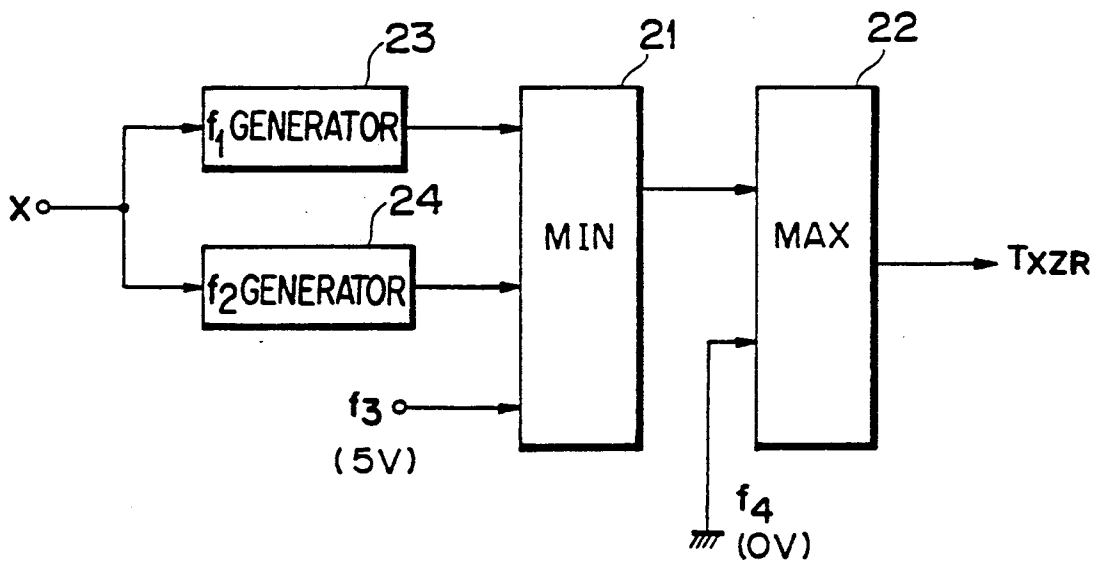 23
21
22
f1 GENERATOR
24
X
MIN
MAX
TXZR
f2 GENERATOR
f3
(5V)
f4
(0V)